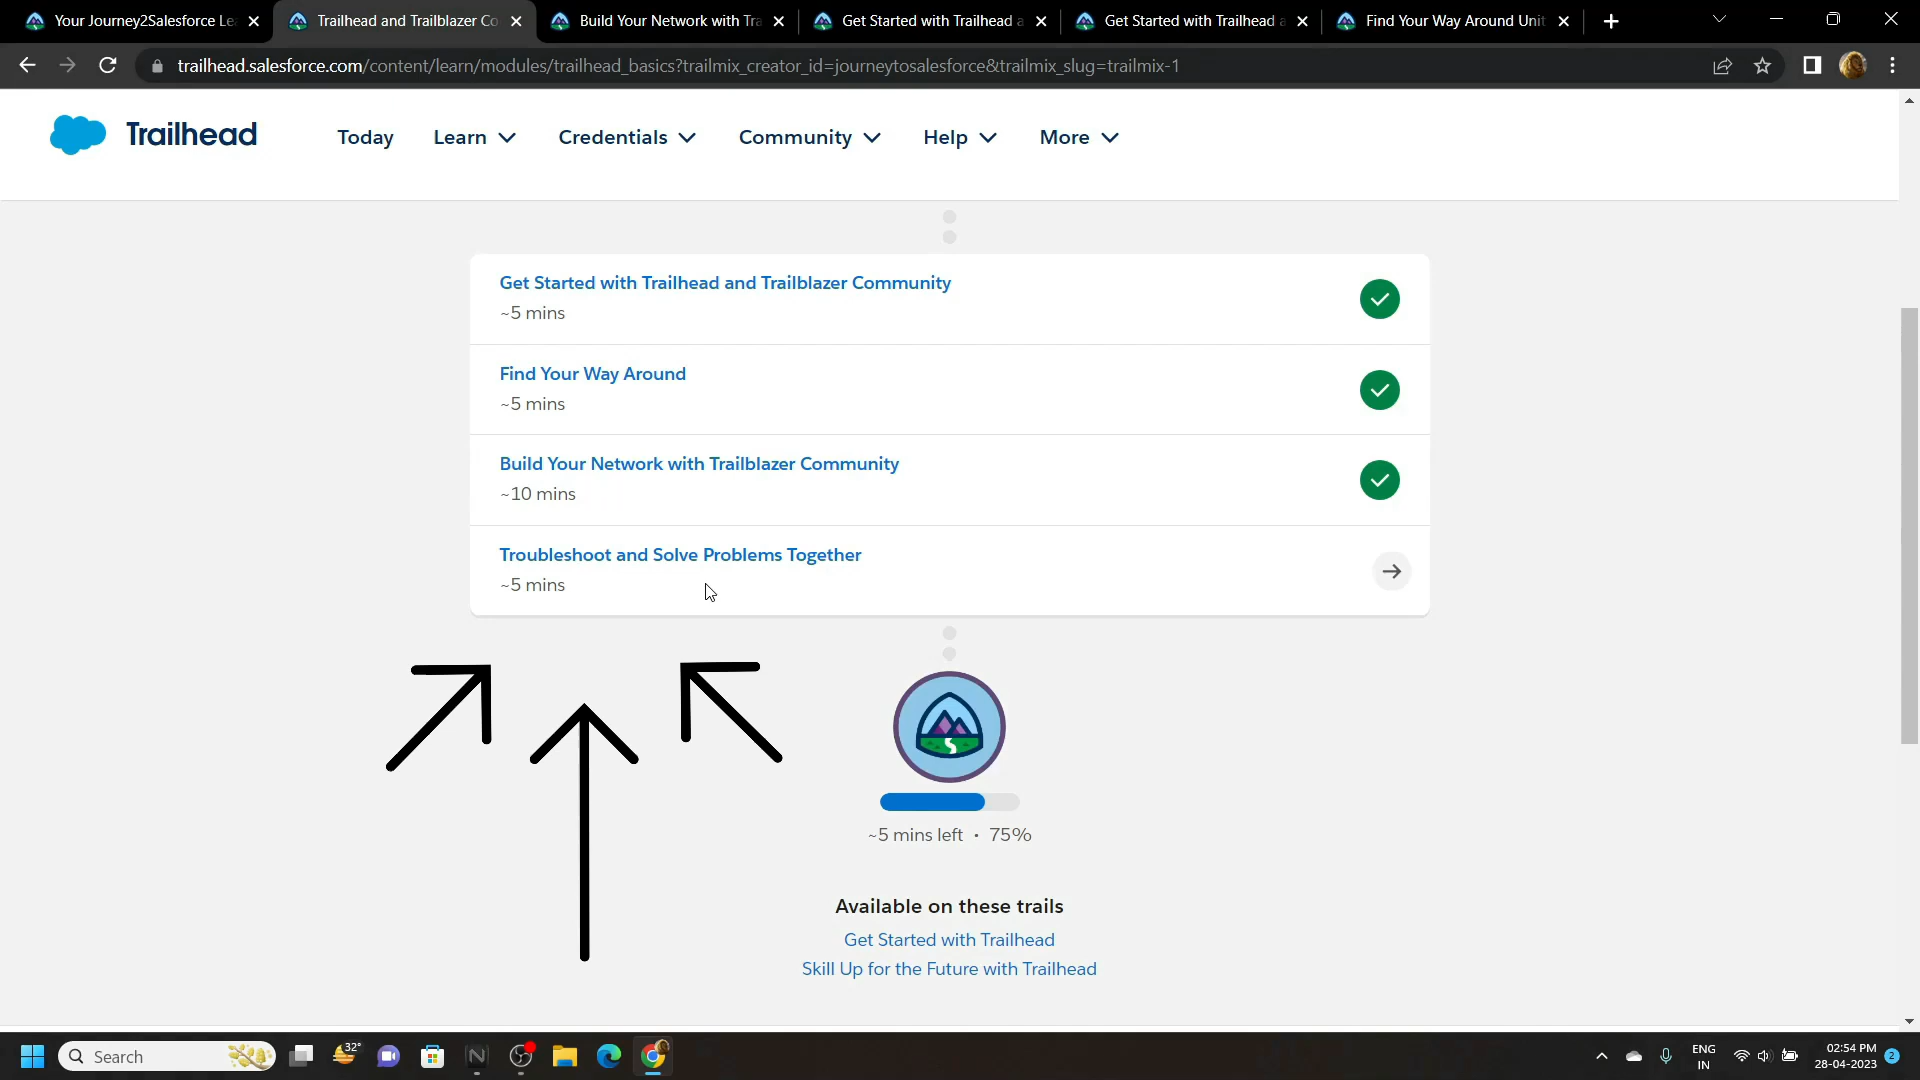 Your Journey2Salesforce Le
Trailhead and Trailblazer Co
Build Your Network with Tra
Get Started with Trailhead a
Get Started with Trailhead a
Find Your Way Around Unit
trailhead.salesforce.com/content/learn/modules/trailhead_basics?trailmix_creator_id=journeytosalesforce&trailmix_slug=trailmix-1
Trailhead
Today
Learn
Credentials
Community
Help
More
Get Started with Trailhead and Trailblazer Community
~5 mins
Find Your Way Around
~5 mins
Build Your Network with Trailblazer Community
~10 mins
Troubleshoot and Solve Problems Together
~5 mins
~5 mins left • 75%
Available on these trails
Get Started with Trailhead
Skill Up for the Future with Trailhead
Search
32°
ENG
IN
02:54 PM
28-04-2023
2